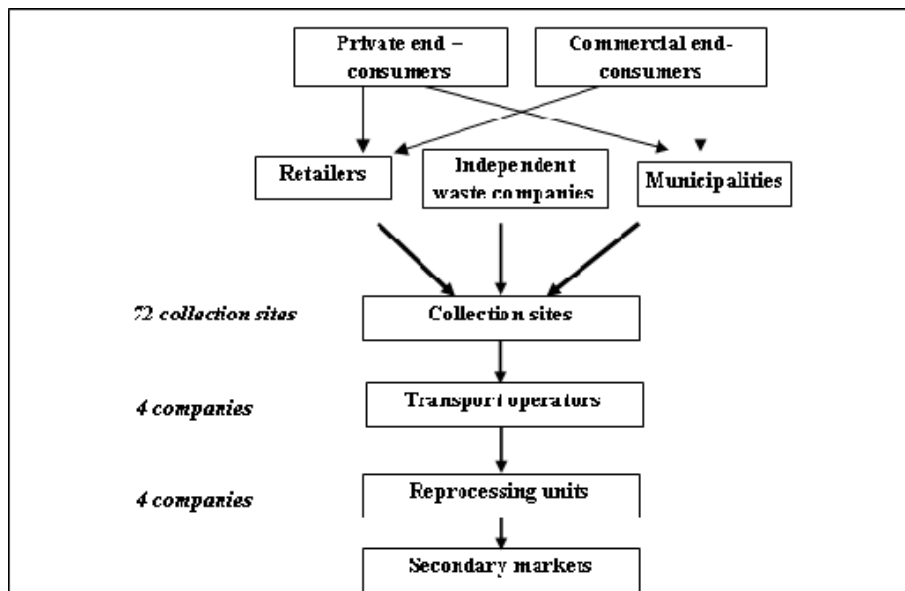 Private end –
consumers
Commercial end-
consumers
Retailers
Independent
waste companies
Municipalities
72 collection sites
Collection sites
4 companies
Transport operators
4 companies
Reprocessing units
Secondary markets